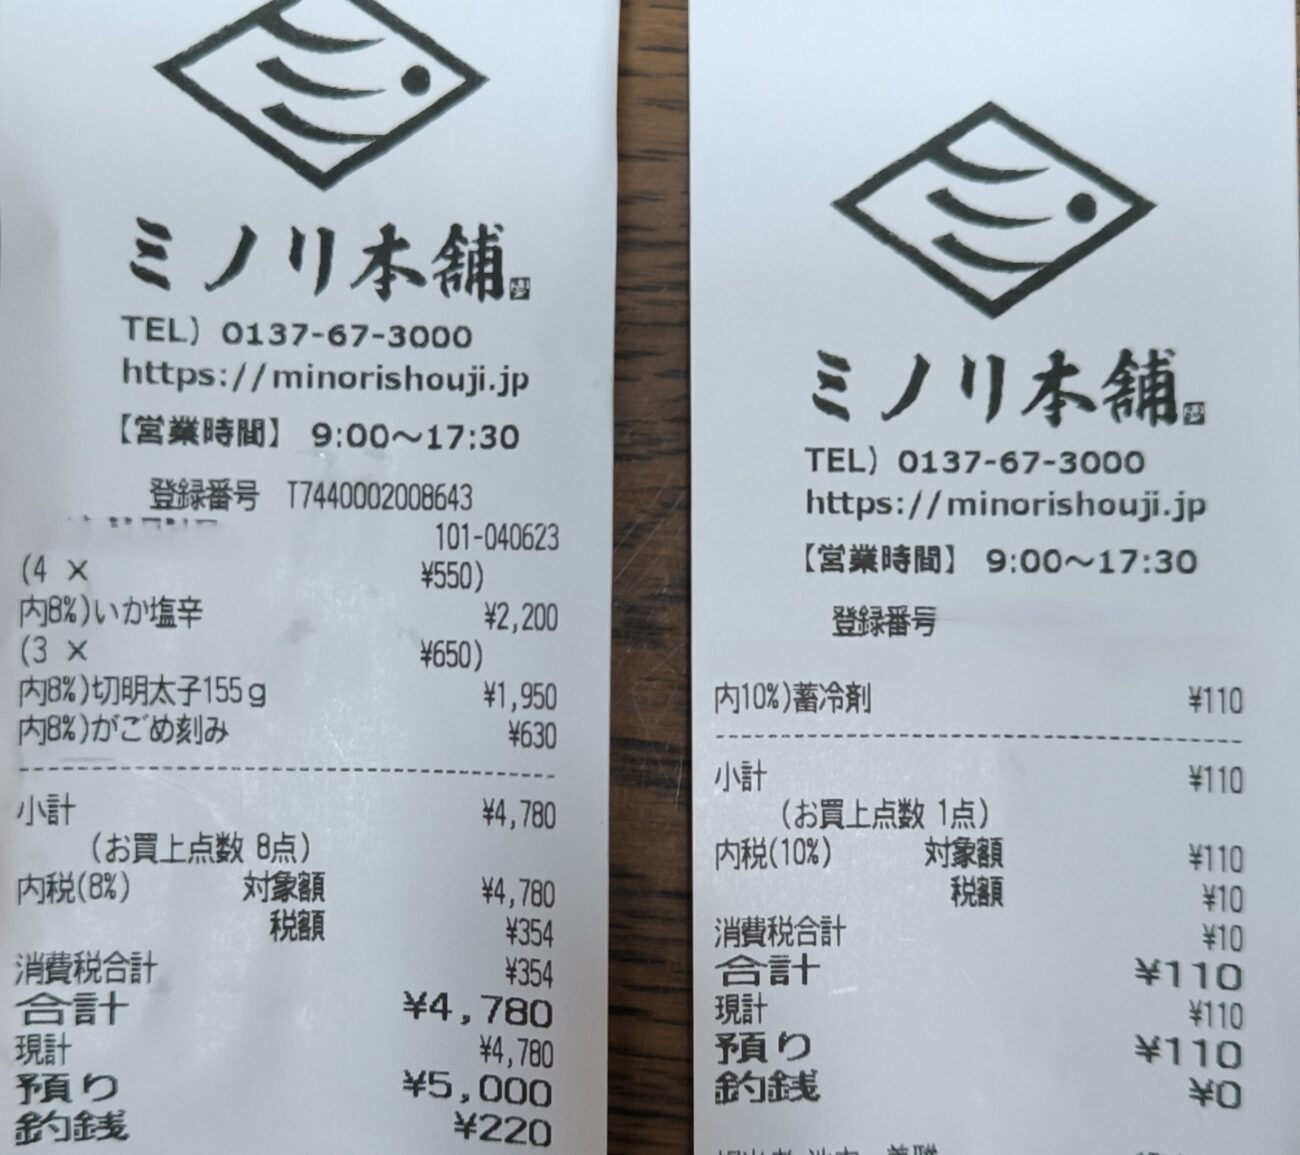 ミノリ本舗
TEL) 0137-67-3000
https://minorishouji.jp
【営業時間】 9:00～17:30
登録番号 T7440002008643
101-040623
(4 × ¥550)
内8%)いか塩辛 ¥2,200
(3 × ¥650)
内8%)切明太子155g ¥1,950
内8%)がごめ刻み ¥630
小計 ¥4,780
(お買上点数 8点)
内税(8%) 対象額 ¥4,780
税額 ¥354
消費税合計 ¥354
合計 ¥4,780
現計 ¥4,780
預り ¥5,000
釣銭 ¥220
ミノリ本舗
TEL) 0137-67-3000
https://minorishouji.jp
【営業時間】 9:00～17:30
登録番号
内10%)蓄冷剤 ¥110
小計 ¥110
(お買上点数 1点)
内税(10%) 対象額 ¥110
税額 ¥10
消費税合計 ¥10
合計 ¥110
現計 ¥110
預り ¥110
釣銭 ¥0